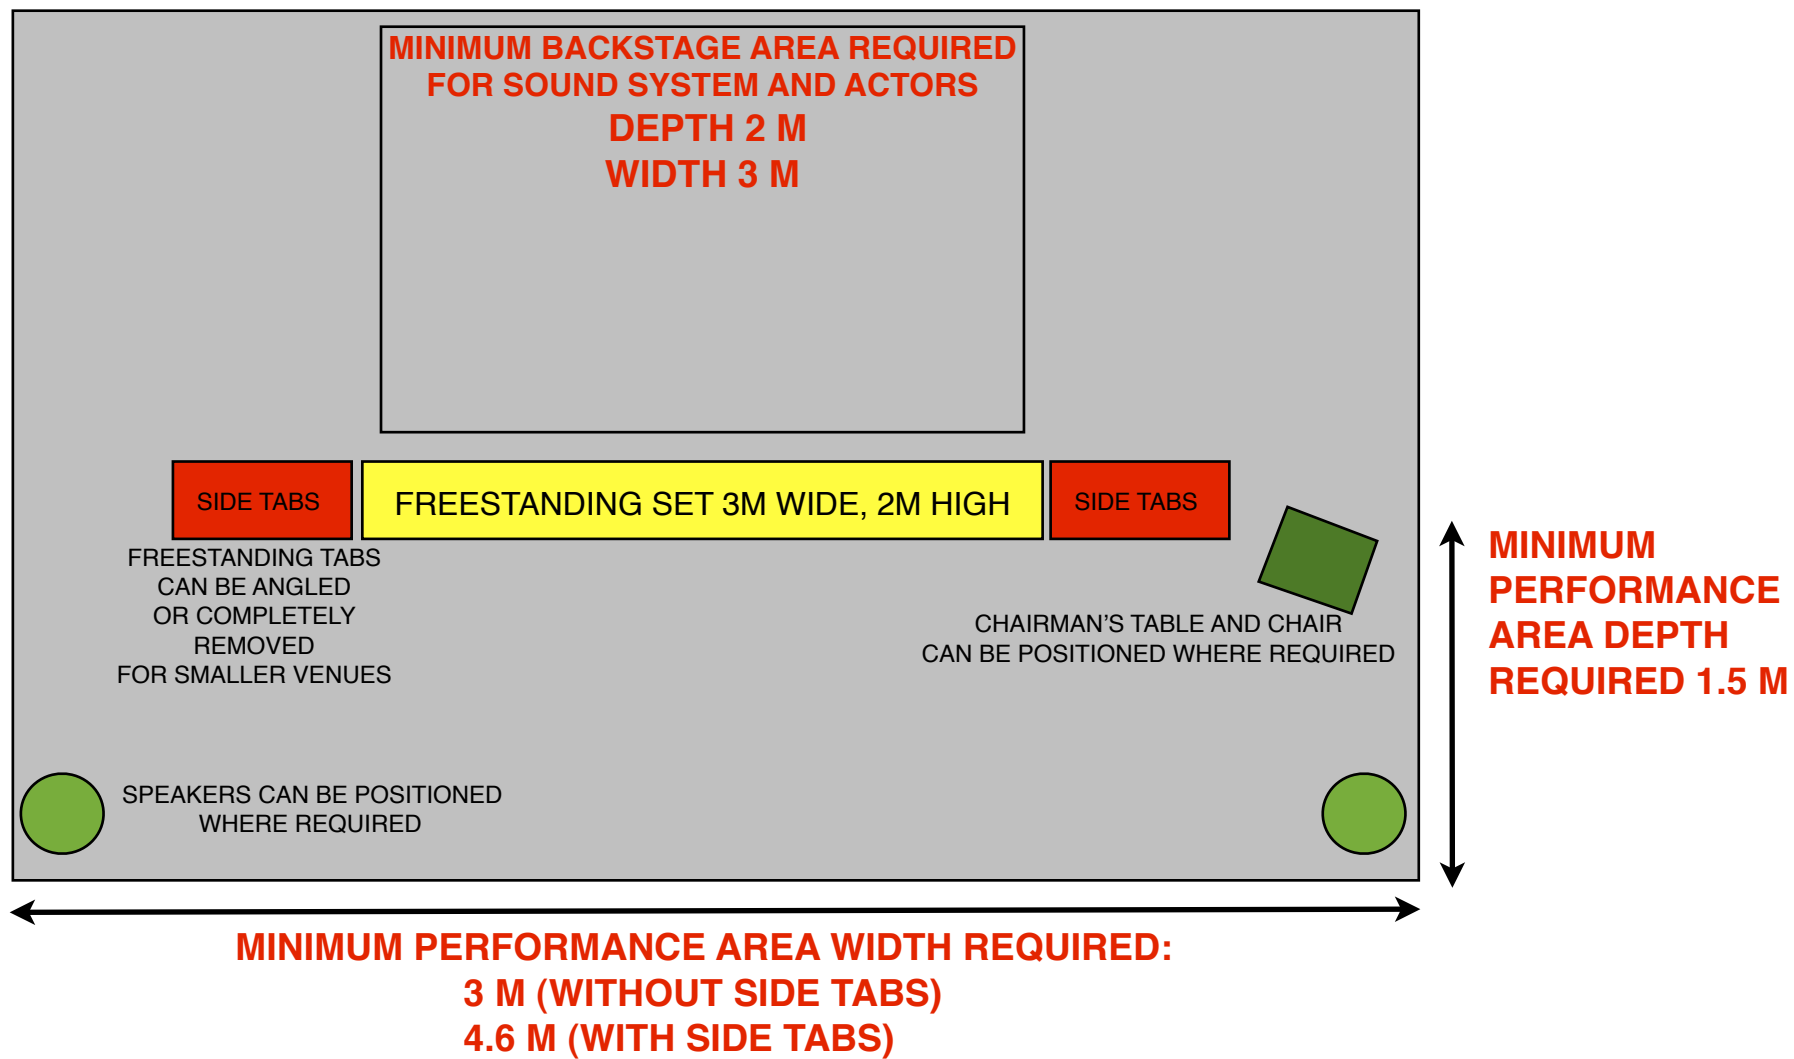 MINIMUM BACKSTAGE AREA REQUIRED
FOR SOUND SYSTEM AND ACTORS
DEPTH 2 M
WIDTH 3 M
SIDE TABS
FREESTANDING SET 3M WIDE, 2M HIGH
SIDE TABS
FREESTANDING TABS
CAN BE ANGLED
OR COMPLETELY
REMOVED
FOR SMALLER VENUES
CHAIRMAN’S TABLE AND CHAIR
CAN BE POSITIONED WHERE REQUIRED
MINIMUM
PERFORMANCE
AREA DEPTH
REQUIRED 1.5 M
SPEAKERS CAN BE POSITIONED
WHERE REQUIRED
MINIMUM PERFORMANCE AREA WIDTH REQUIRED:
3 M (WITHOUT SIDE TABS)
4.6 M (WITH SIDE TABS)